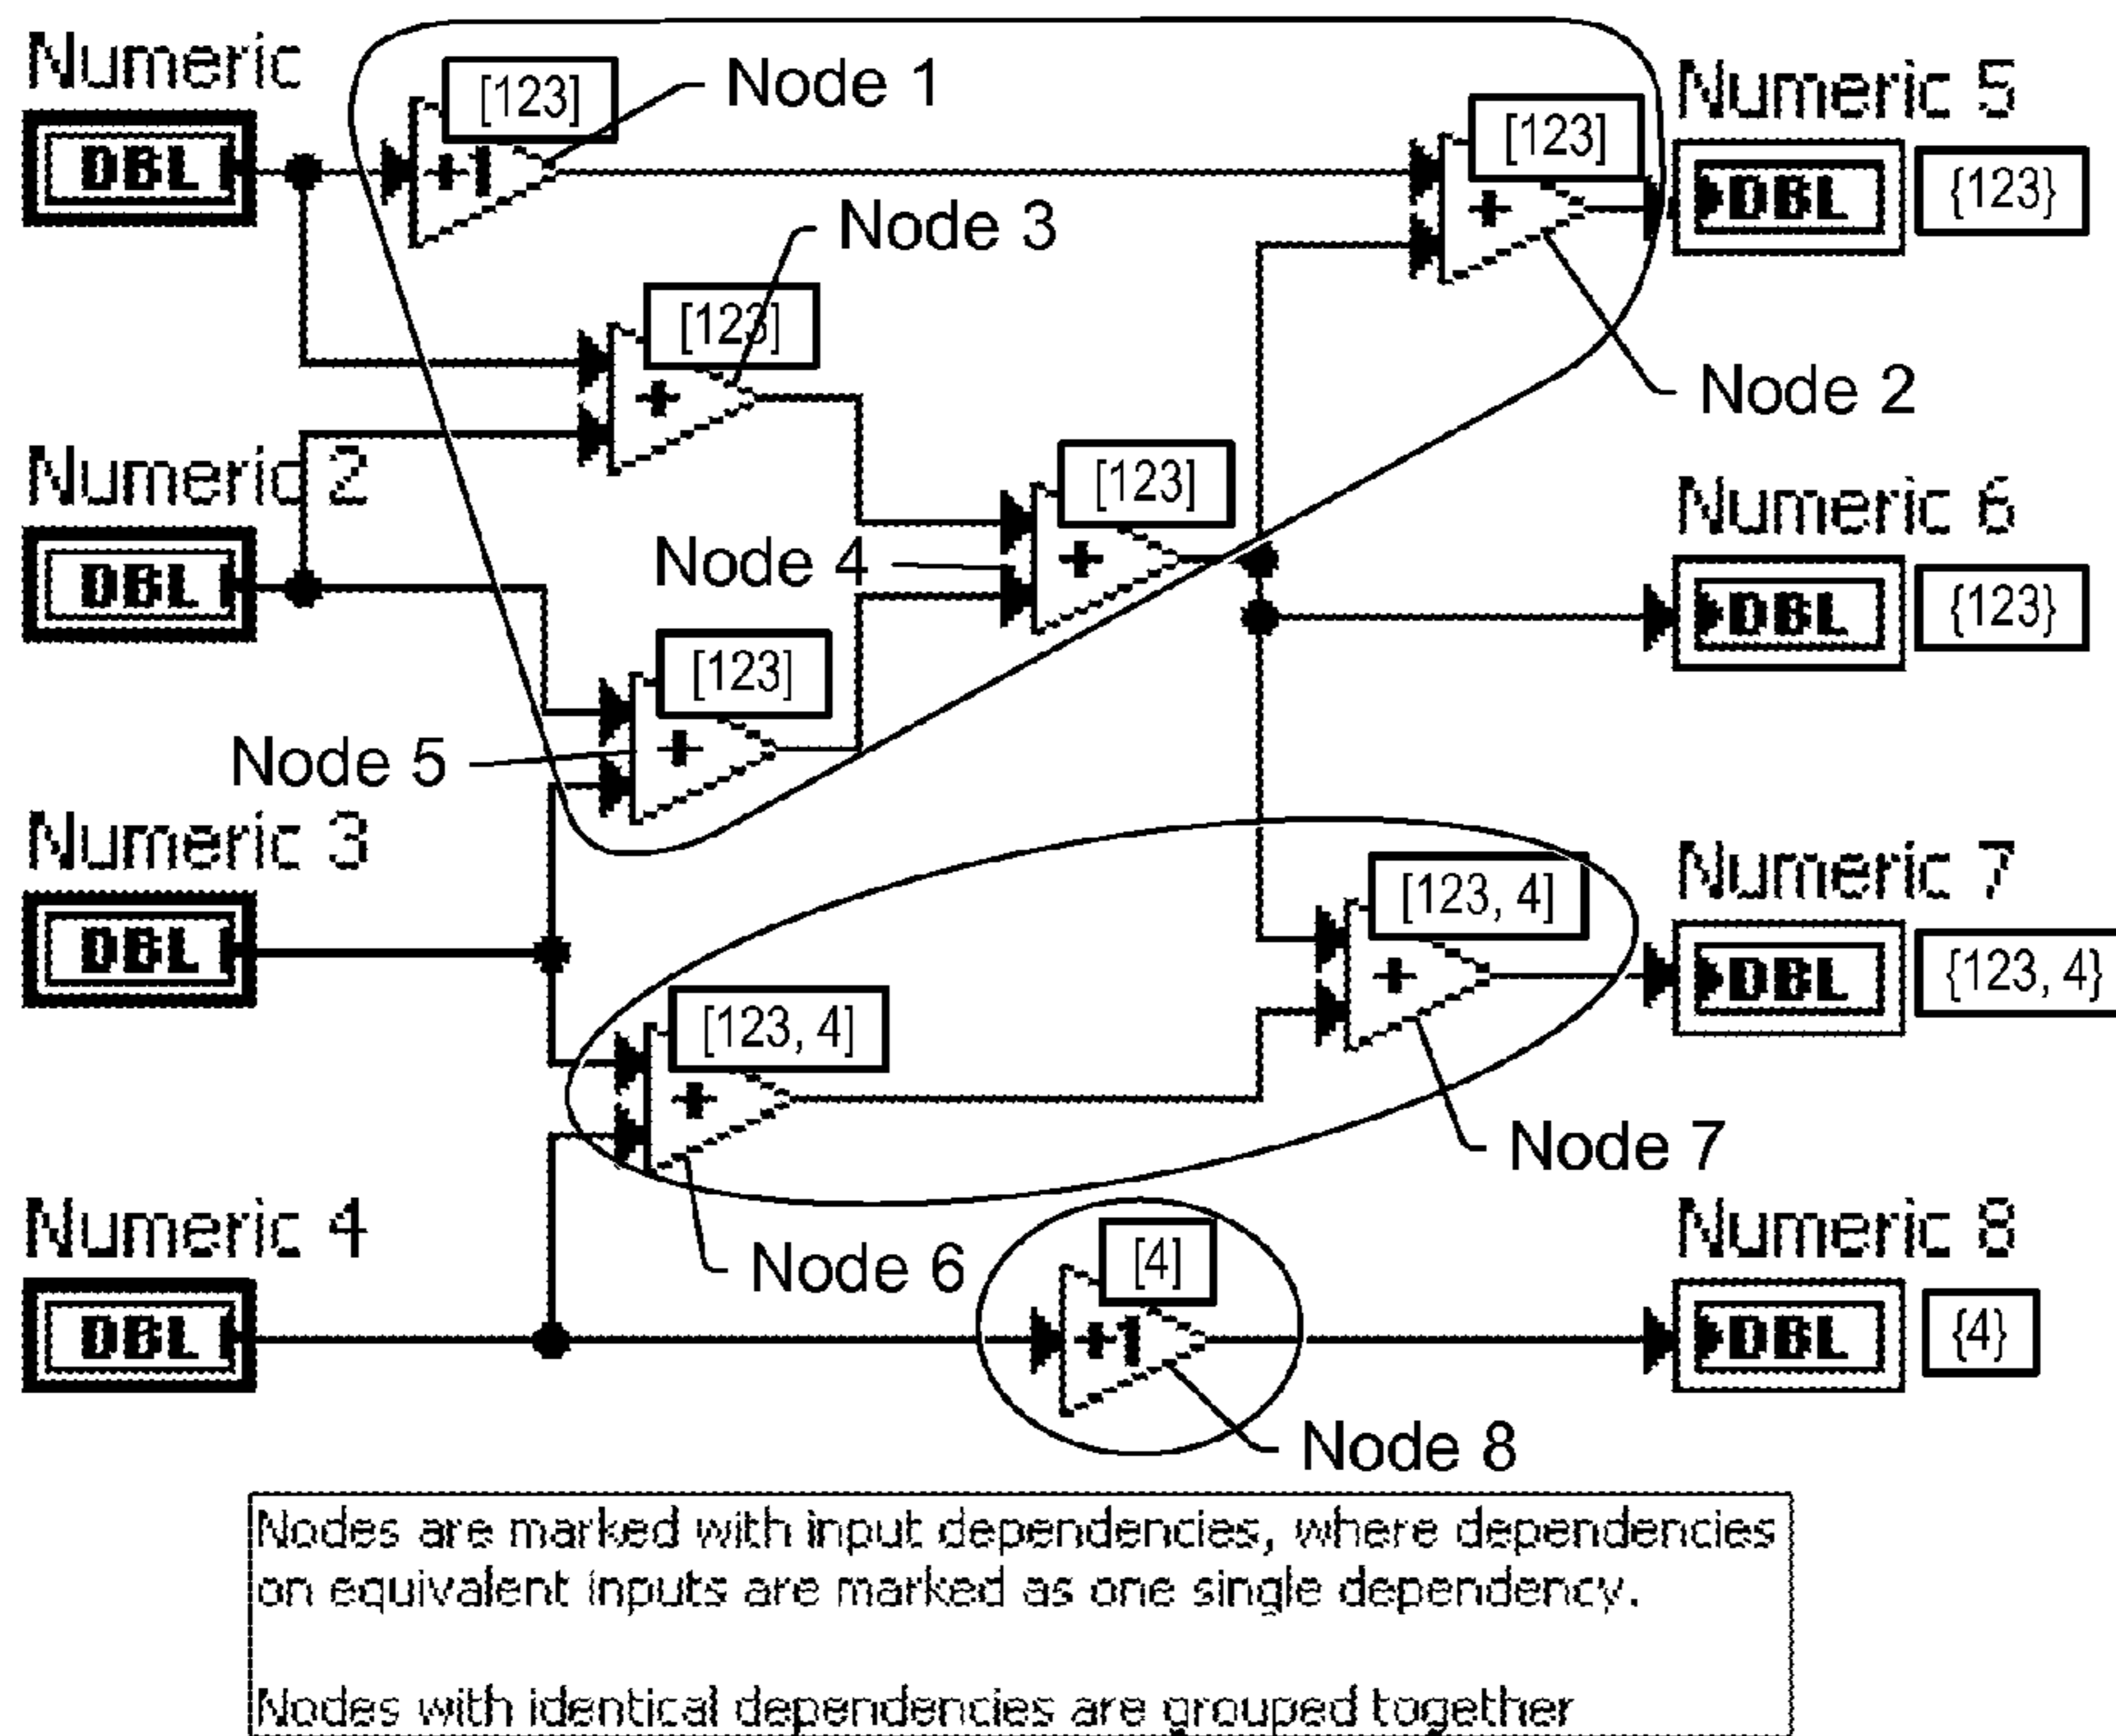 Numeric
[123]
Node 1
[123]
Numeric 5
DBL
+1
+
DBL
{123}
Node 3
[123]
+
Node 2
Numeric 2
[123]
Numeric 6
DBL
Node 4
+
DBL
{123}
[123]
Node 5
+
Numeric 3
[123, 4]
Numeric 7
DBL
+
DBL
{123, 4}
[123, 4]
+
Node 7
Numeric 4
Node 6
[4]
Numeric 8
DBL
+1
DBL
{4}
Node 8
Nodes are marked with input dependencies, where dependencies
on equivalent inputs are marked as one single dependency.
Nodes with identical dependencies are grouped together